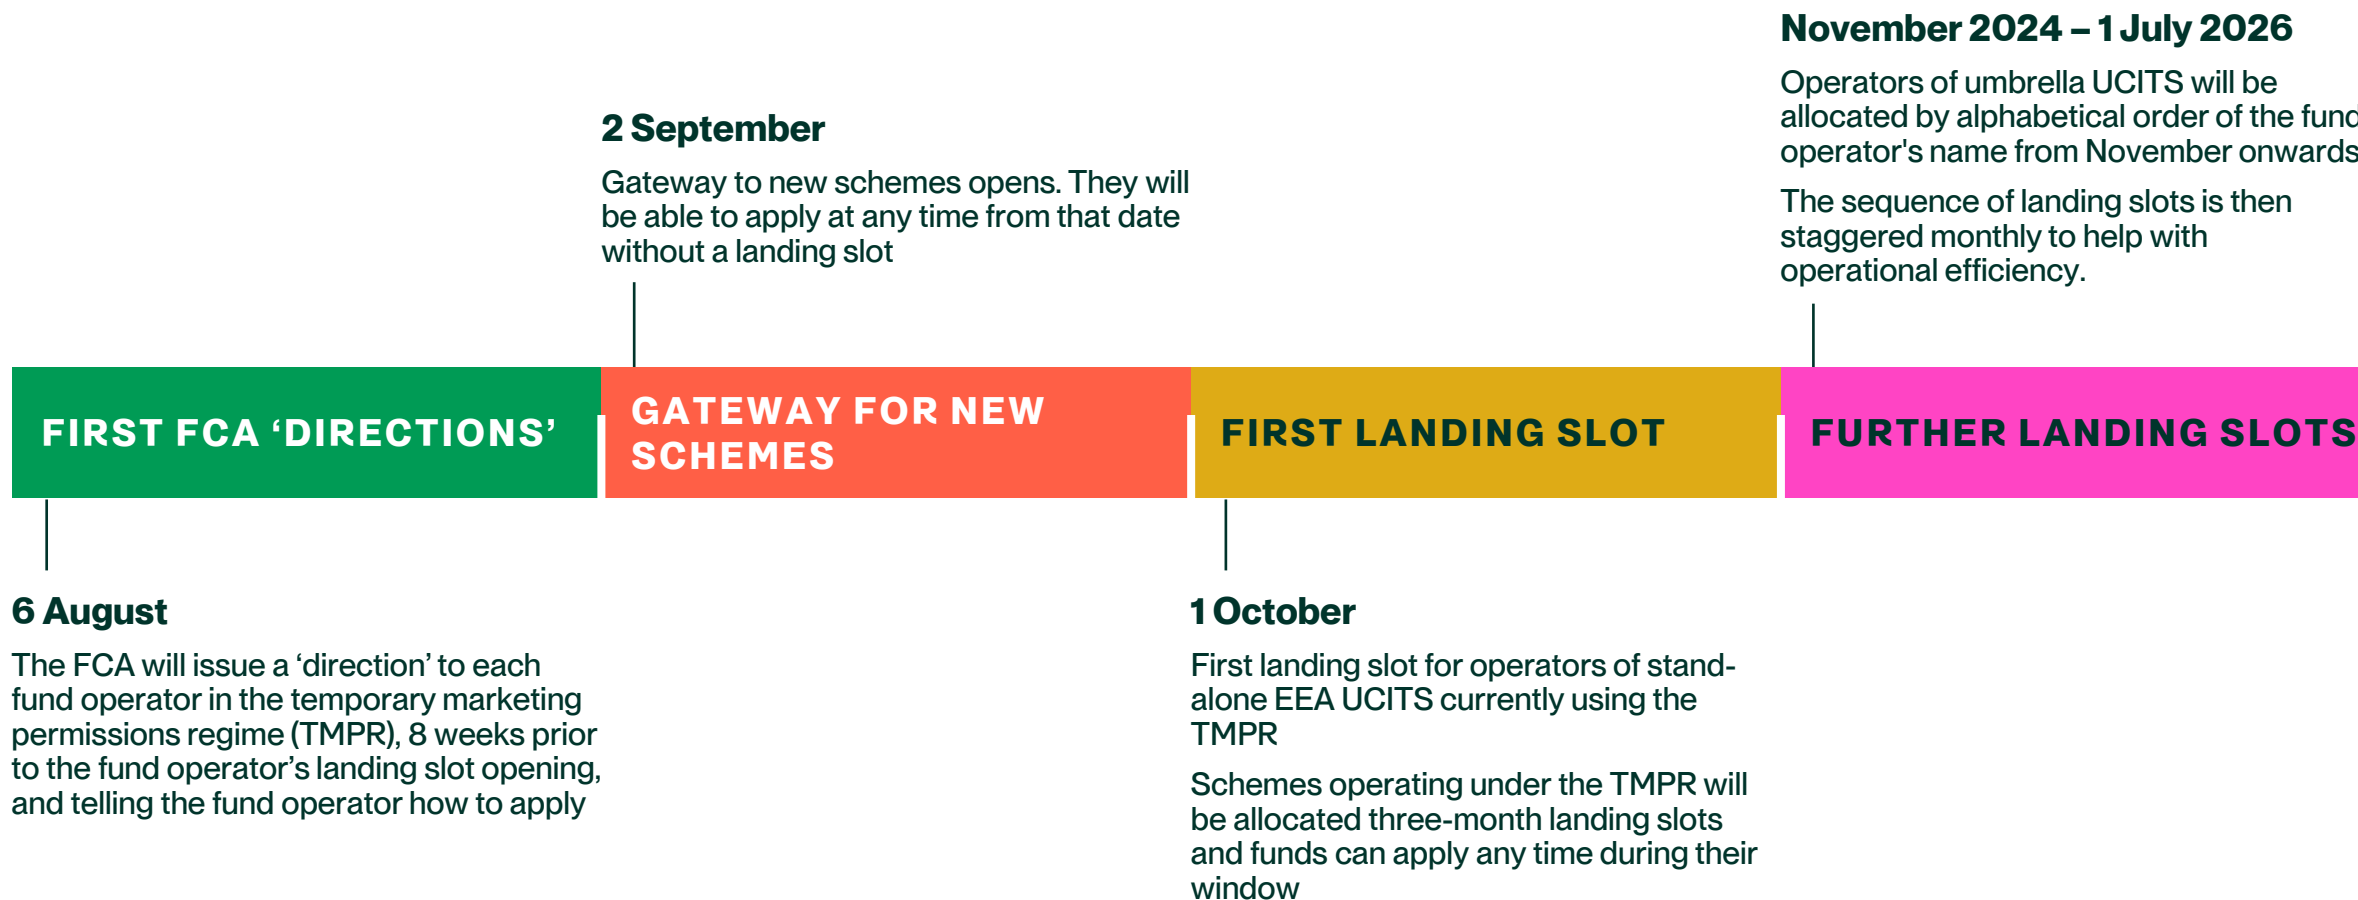 FIRST FCA ‘DIRECTIONS’
6 August
The FCA will issue a ‘direction’ to each
fund operator in the temporary marketing
permissions regime (TMPR), 8 weeks prior
to the fund operator’s landing slot opening,
and telling the fund operator how to apply
2 September
Gateway to new schemes opens. They will
be able to apply at any time from that date
without a landing slot
GATEWAY FOR NEW
SCHEMES
FIRST LANDING SLOT
1 October
First landing slot for operators of stand-
alone EEA UCITS currently using the
TMPR
Schemes operating under the TMPR will
be allocated three-month landing slots
and funds can apply any time during their
window
November 2024 – 1 July 2026
Operators of umbrella UCITS will be
allocated by alphabetical order of the fund
operator's name from November onwards
The sequence of landing slots is then
staggered monthly to help with
operational efficiency.
FURTHER LANDING SLOTS